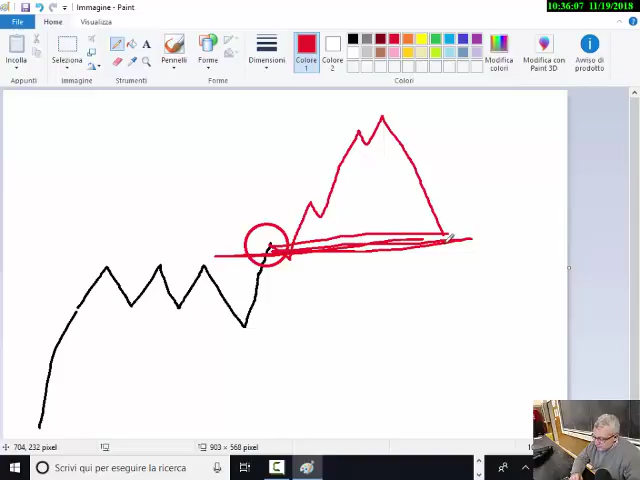 Immagine - Paint
10:36:07 11/19/2018
File Home Visualizza
Incolla Seleziona Pennelli Forme Dimensioni Colore 1 Colore 2 Modifica colori Modifica con Paint 3D Avviso di prodotto
Appunti Immagine Strumenti Colori
704, 232 pixel 903 × 568 pixel
Scrivi qui per eseguire la ricerca